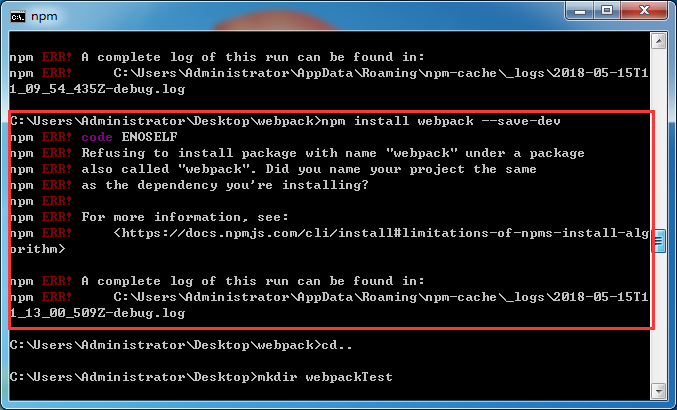 npm
npm ERR! A complete log of this run can be found in:
npm ERR!     C:\Users\Administrator\AppData\Roaming\npm-cache\_logs\2018-05-15T1
1_09_54_435Z-debug.log
C:\Users\Administrator\Desktop\webpack>npm install webpack --save-dev
npm ERR! code ENOSELF
npm ERR! Refusing to install package with name "webpack" under a package
npm ERR! also called "webpack". Did you name your project the same
npm ERR! as the dependency you're installing?
npm ERR!
npm ERR! For more information, see:
npm ERR!     <https://docs.npmjs.com/cli/install#limitations-of-npms-install-alg
orithm>
npm ERR! A complete log of this run can be found in:
npm ERR!     C:\Users\Administrator\AppData\Roaming\npm-cache\_logs\2018-05-15T1
1_13_00_509Z-debug.log
C:\Users\Administrator\Desktop\webpack>cd..
C:\Users\Administrator\Desktop>mkdir webpackTest